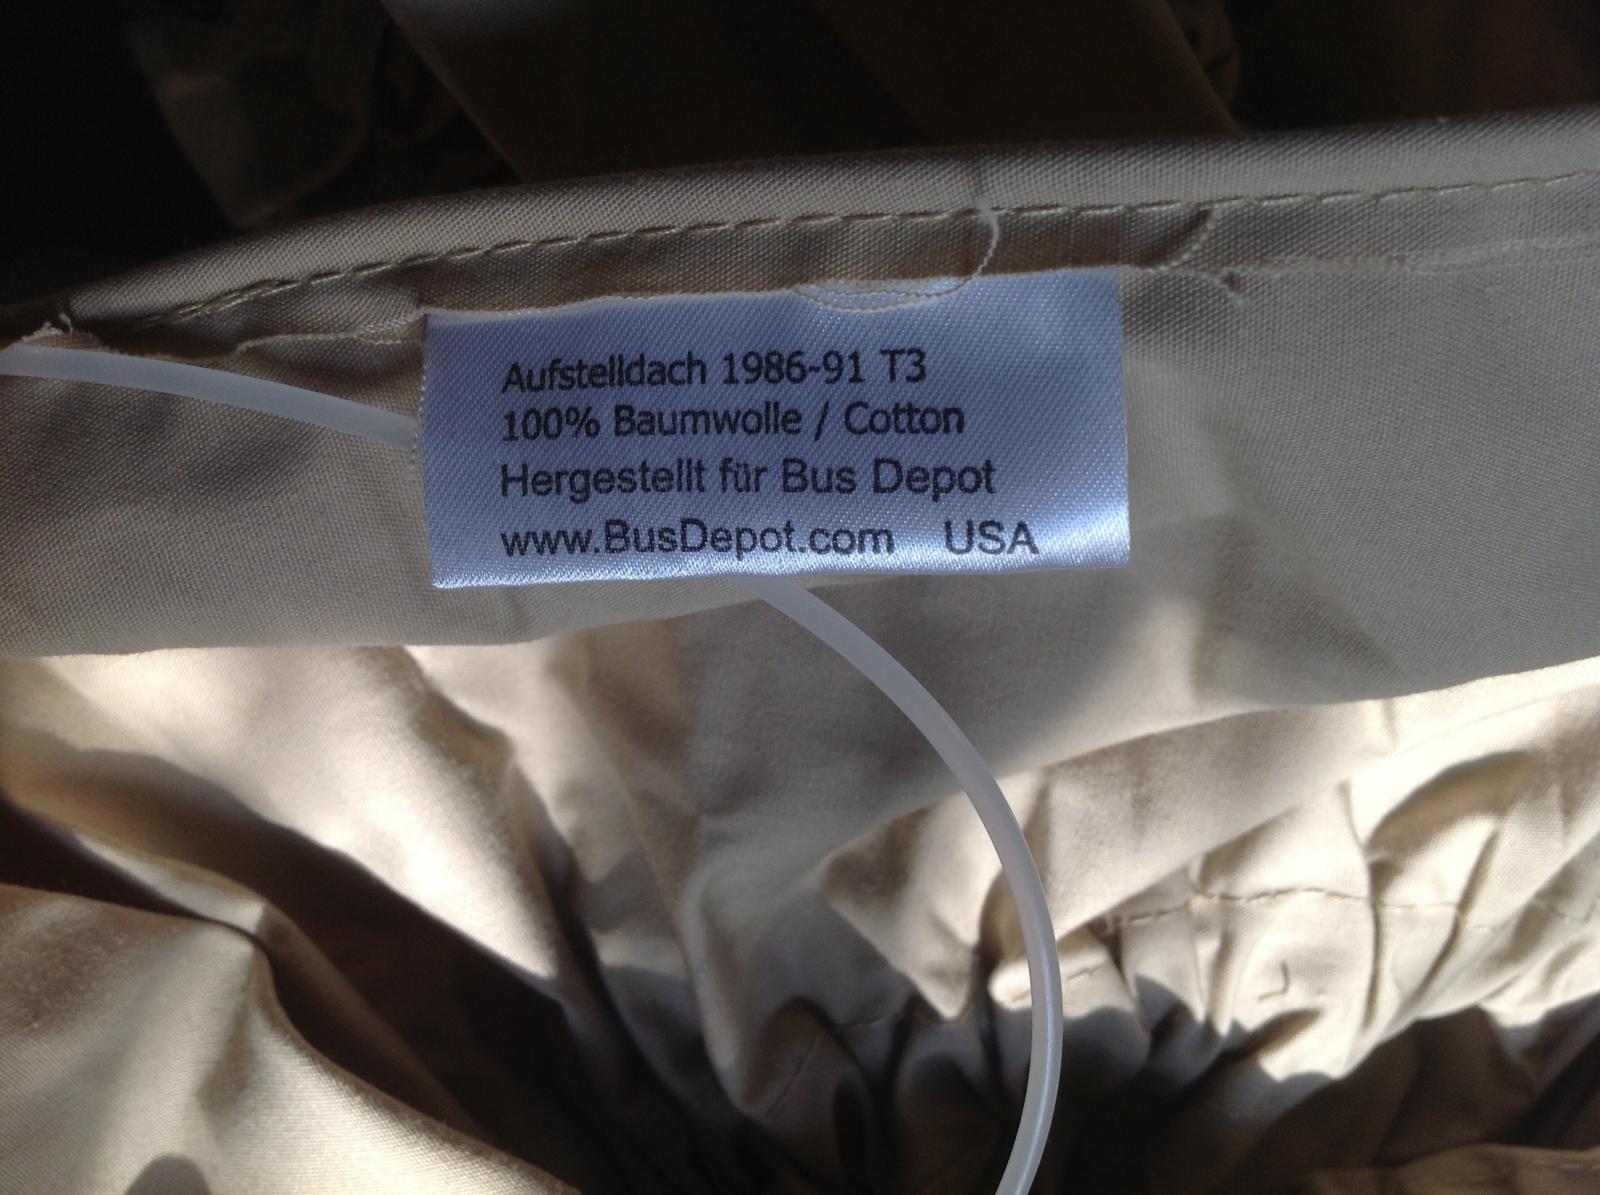 Aufstelldach 1986-91 T3
100% Baumwolle / Cotton
Hergestellt für Bus Depot
www.BusDepot.com USA